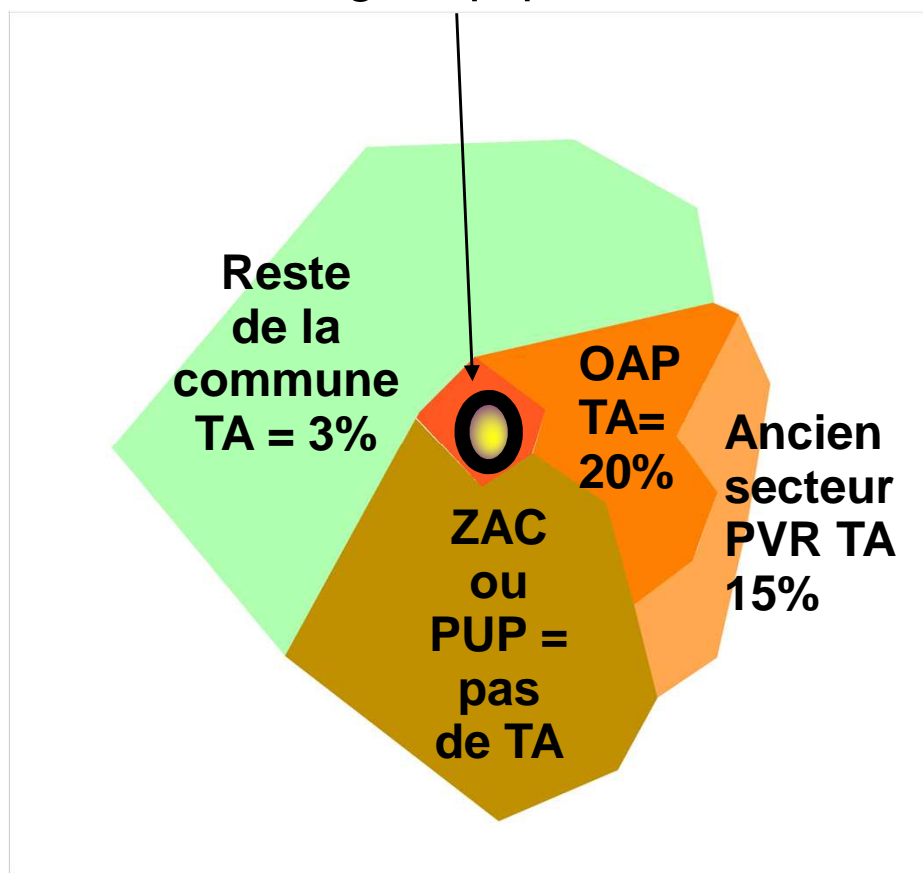 Reste
de la
commune
TA = 3%
OAP
TA=
20%
Ancien
secteur
PVR TA
15%
ZAC
ou
PUP =
pas
de TA